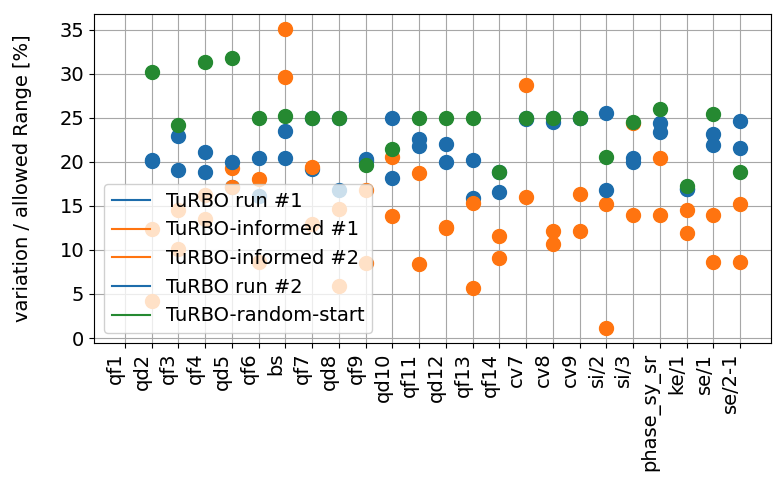 variation / allowed Range [%]
35
30
25
20
15
10
5
0
TuRBO run #1
TuRBO-informed #1
TuRBO-informed #2
TuRBO run #2
TuRBO-random-start
qf1
qd2
qf3
qf4
qd5
qf6
bs
qf7
qd8
qf9
qd10
qf11
qd12
qf13
qf14
cv7
cv8
cv9
si/2
si/3
phase_sy_sr
ke/1
se/1
se/2-1